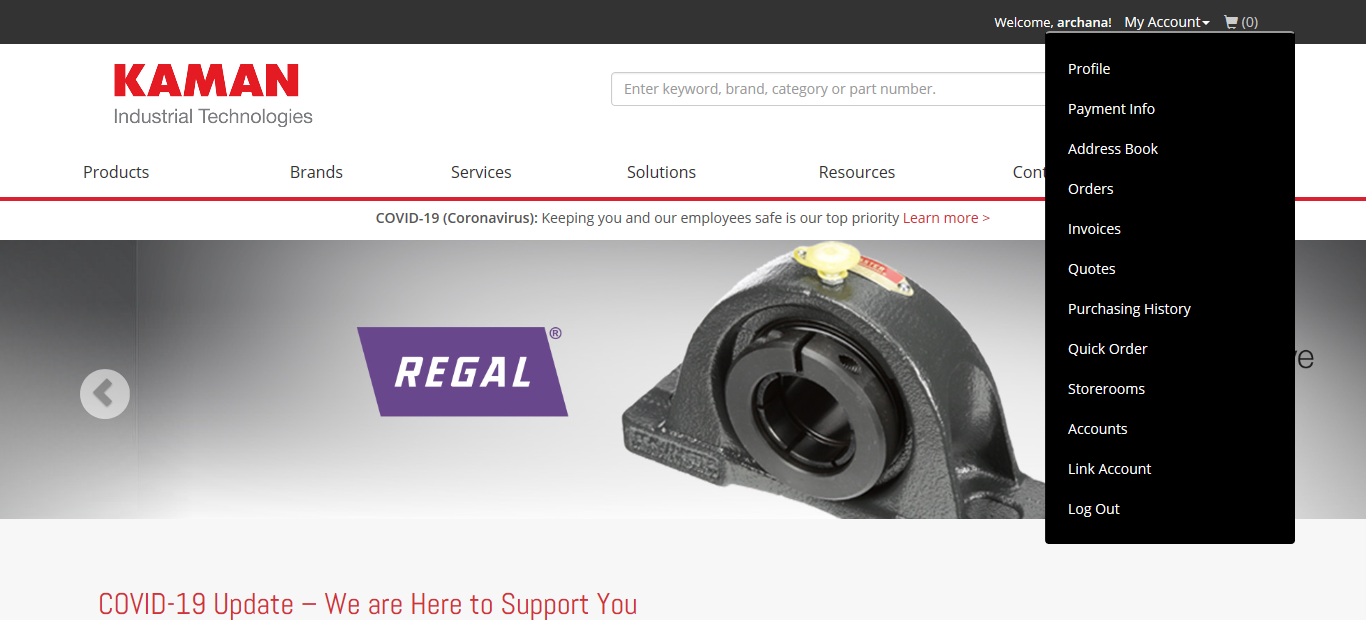 Welcome, archana! My Account (0)
KAMAN
Industrial Technologies
Enter keyword, brand, category or part number.
Products Brands Services Solutions Resources
COVID-19 (Coronavirus): Keeping you and our employees safe is our top priority Learn more >
REGAL®
Profile
Payment Info
Address Book
Orders
Invoices
Quotes
Purchasing History
Quick Order
Storerooms
Accounts
Link Account
Log Out
COVID-19 Update – We are Here to Support You